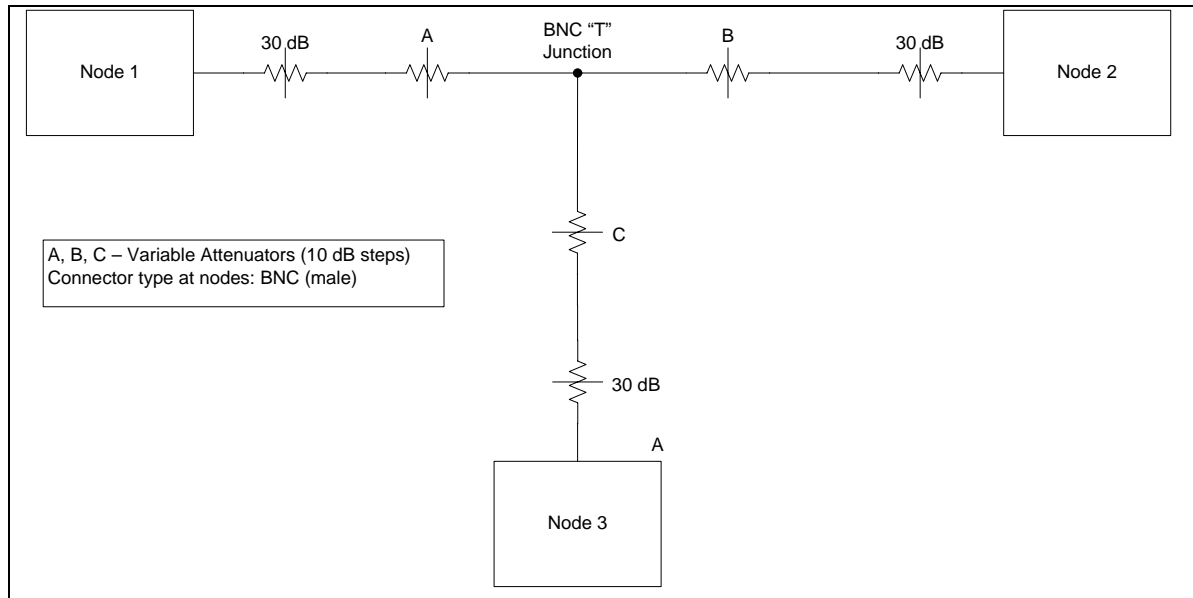 Node 1
30 dB
A
BNC “T”
Junction
B
30 dB
Node 2
C
A, B, C – Variable Attenuators (10 dB steps)
Connector type at nodes: BNC (male)
30 dB
A
Node 3